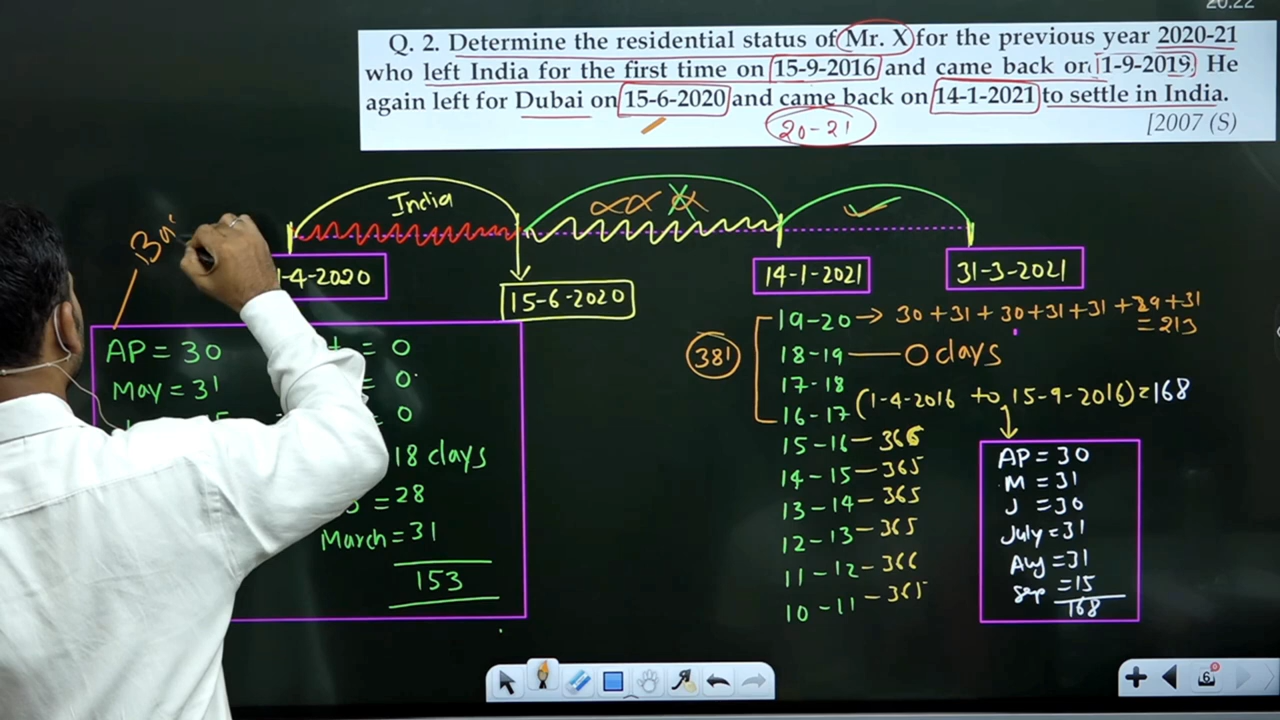 20:22
Q. 2. Determine the residential status of Mr. X for the previous year 2020-21
who left India for the first time on 15-9-2016 and came back on 1-9-2019. He
again left for Dubai on 15-6-2020 and came back on 14-1-2021 to settle in India.
20-21
[2007 (S)
India
1-4-2020
15-6-2020
14-1-2021
31-3-2021
AP = 30
May = 31
= 0
= 0
= 0
18 days
= 28
March = 31
153
381
19-20 → 30 + 31 + 30 + 31 + 31 + 29 + 31
= 213
18-19 — 0 days
17-18
16-17 (1-4-2016 to 15-9-2016) = 168
15-16 - 366
14-15 - 365
13-14 - 365
12-13 - 365
11-12 - 366
10-11 - 365
AP = 30
M = 31
J = 30
July = 31
Aug = 31
Sep = 15
168